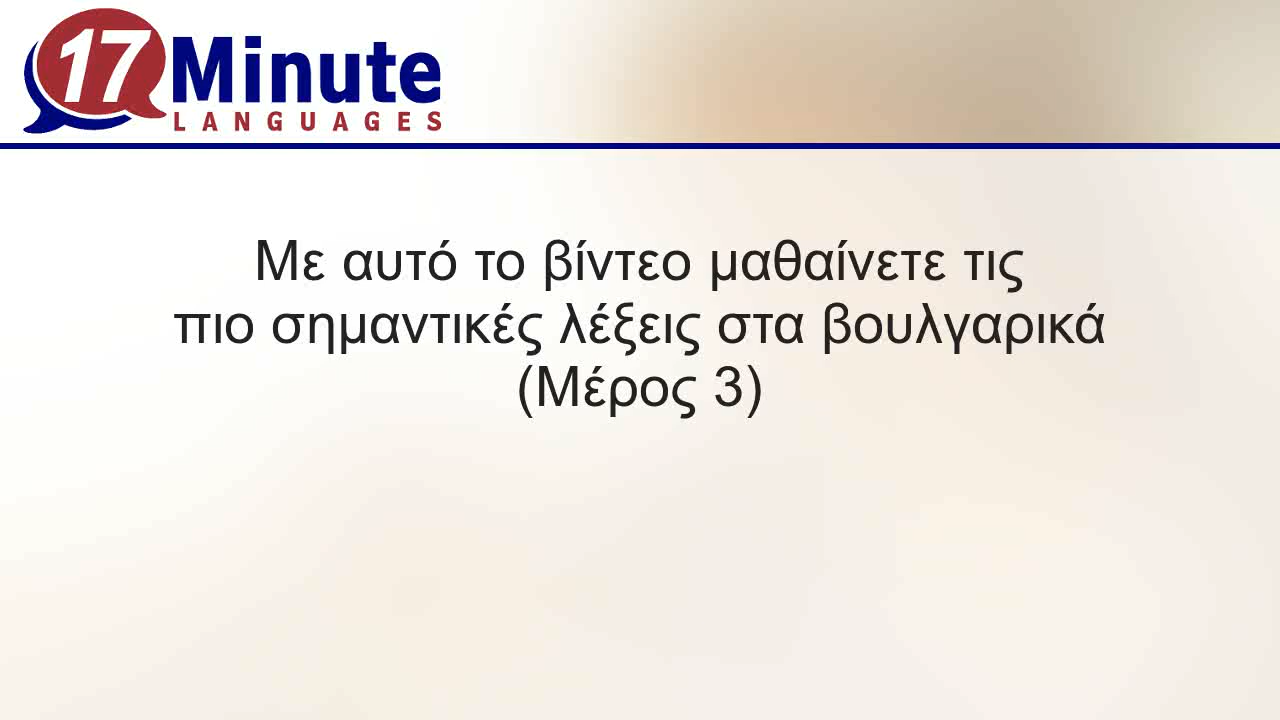 17 Minute
LANGUAGES
Με αυτό το βίντεο μαθαίνετε τις
πιο σημαντικές λέξεις στα βουλγαρικά
(Μέρος 3)